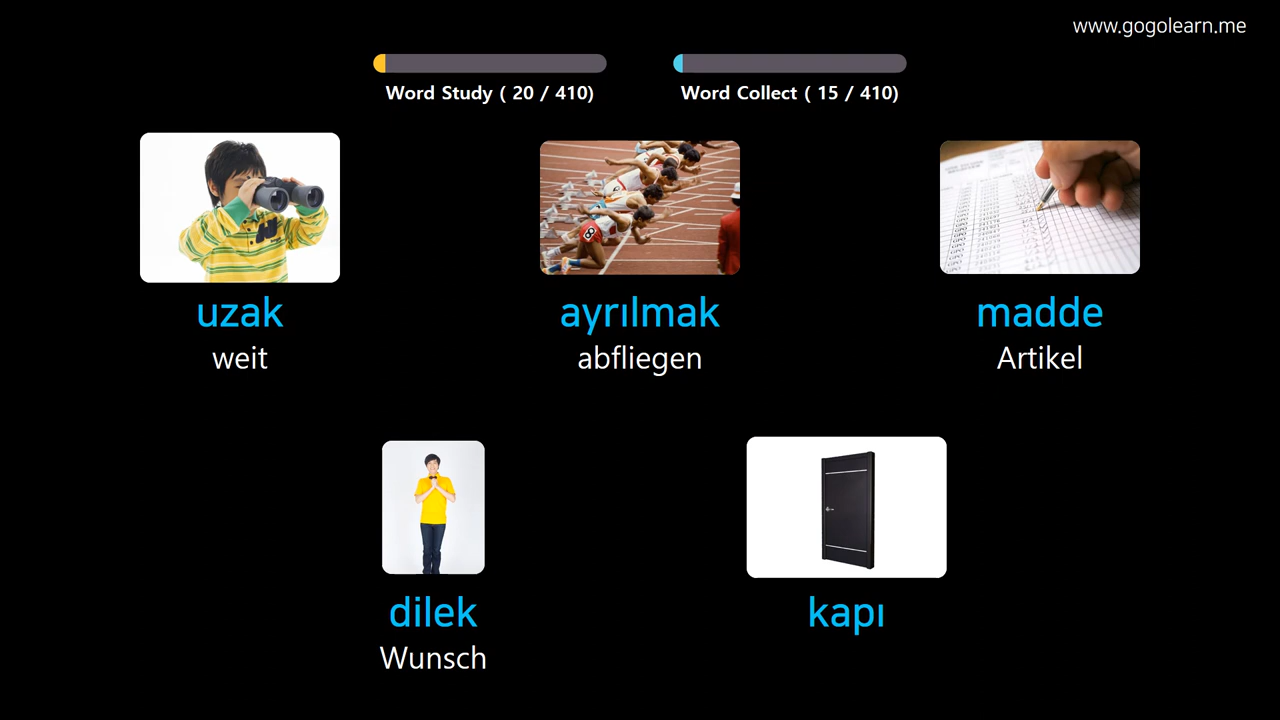 www.gogolearn.me
Word Study ( 20 / 410)
Word Collect ( 15 / 410)
uzak
weit
ayrılmak
abfliegen
madde
Artikel
dilek
Wunsch
kapı